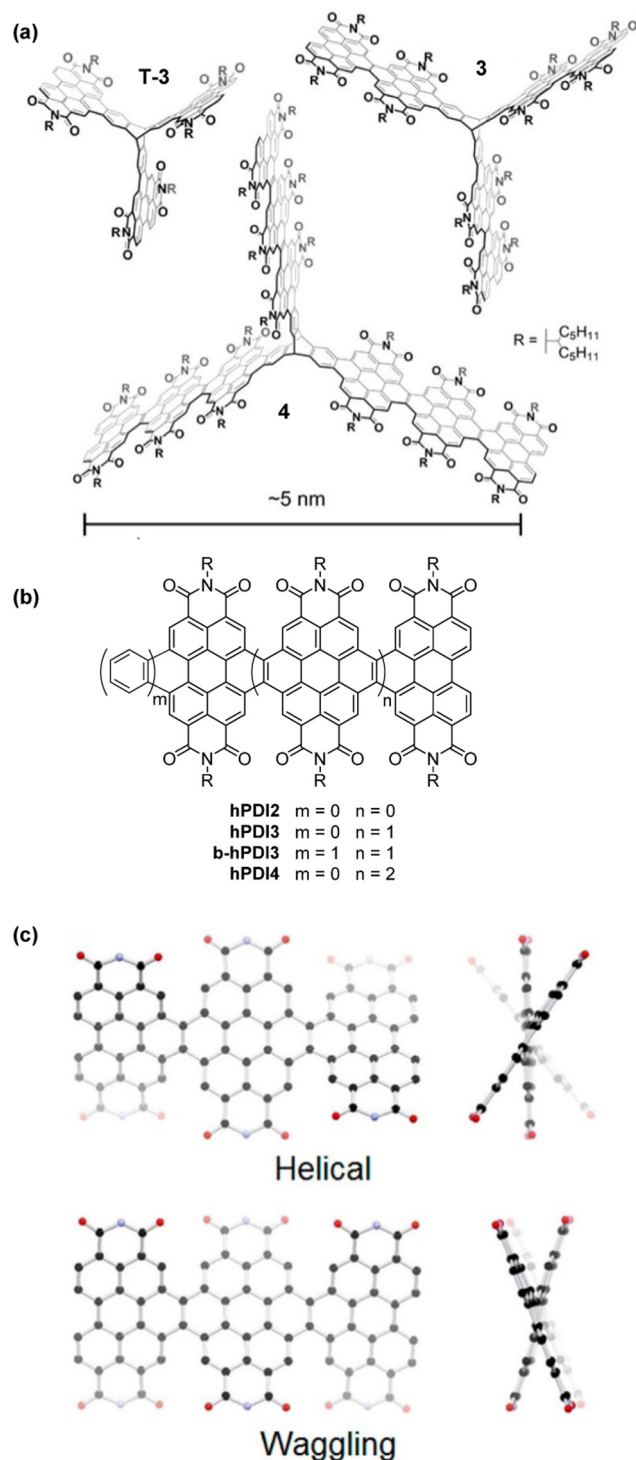 (a)
T-3
3
4
R =
C₅H₁₁
C₅H₁₁
~5 nm
(b)
R
R
R
O
N
O
O
N
O
O
N
O
m
n
O
N
O
O
N
O
O
N
O
R
R
R
hPDI2 m = 0 n = 0
hPDI3 m = 0 n = 1
b-hPDI3 m = 1 n = 1
hPDI4 m = 0 n = 2
(c)
Helical
Waggling